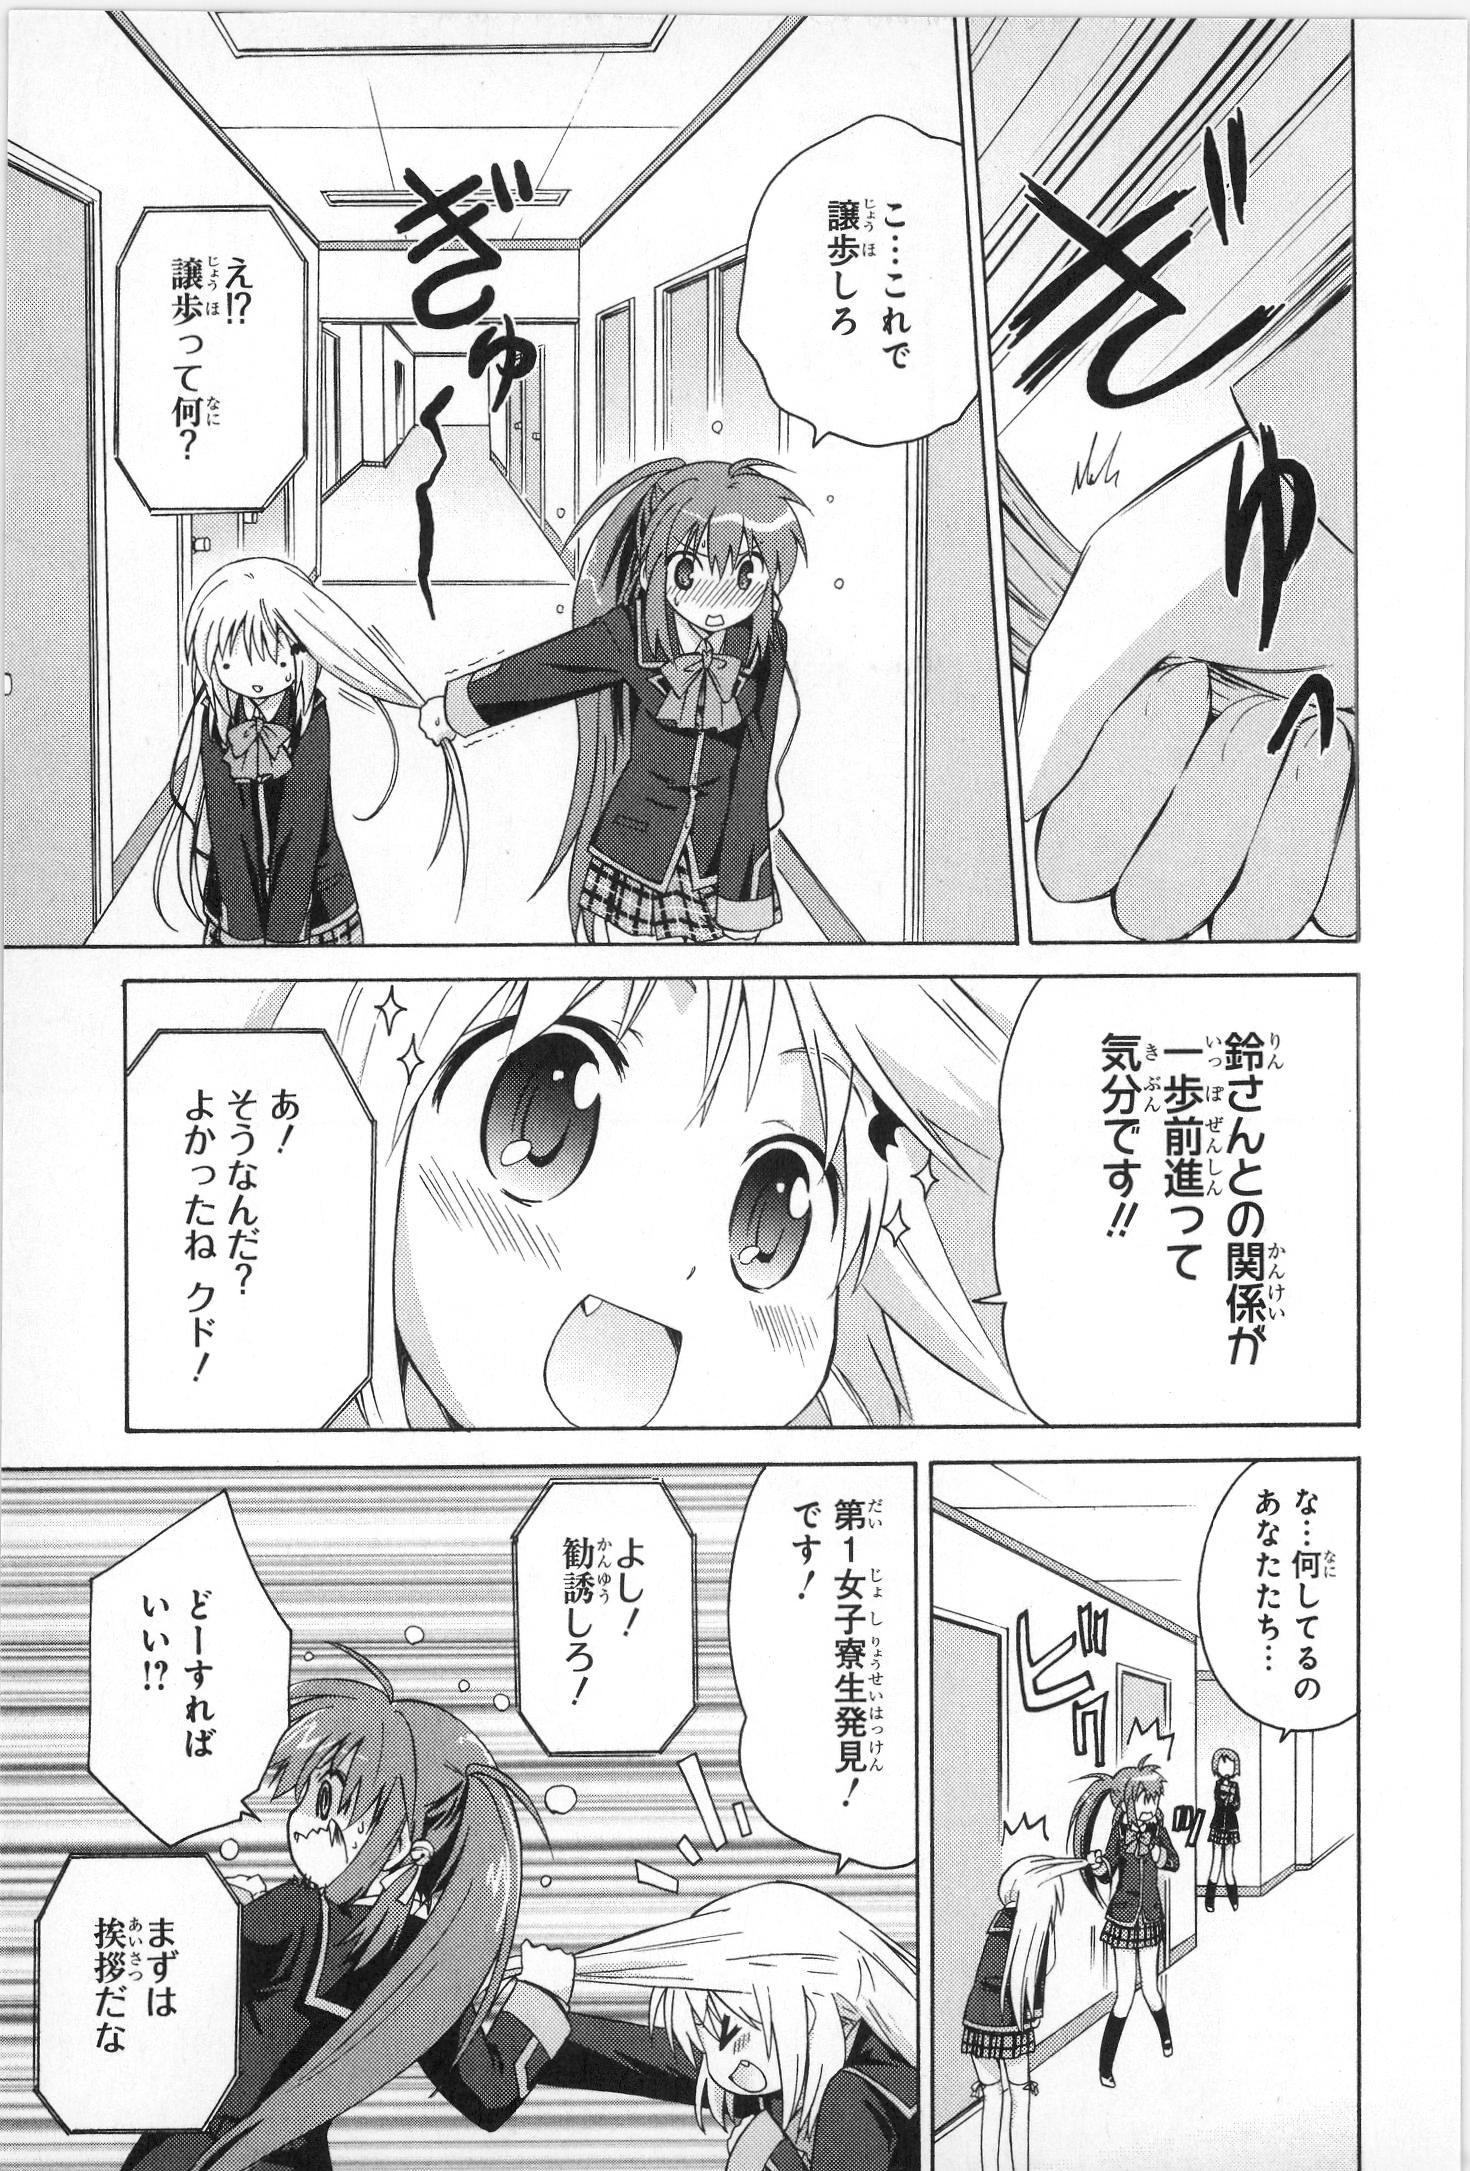 ぎゅ
こ…これで
譲歩しろ
ぎゅ〜
え!?
譲歩って何?
鈴さんとの関係が
一歩前進って
気分です!!
あ!
そうなんだ?
よかったね クド!
な…何してるの
あなたたち…
ビクッ
第1女子寮生発見!
です!
よし!
勧誘しろ!
どーすれば
いい!?
まずは
挨拶だな